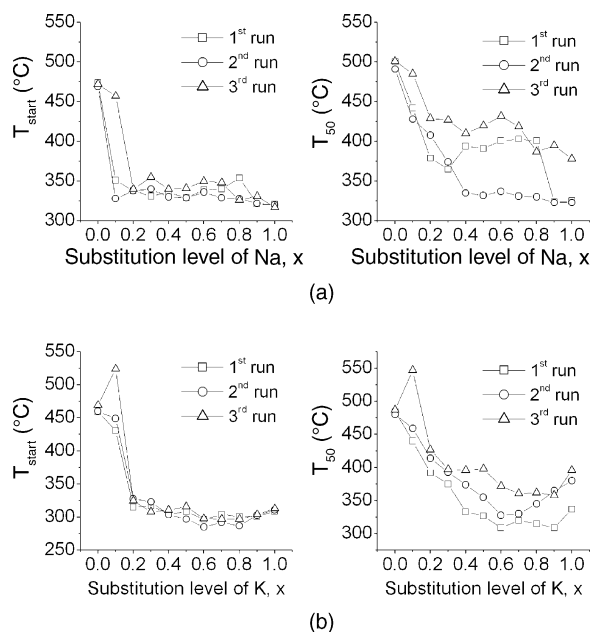 550
500
450
400
350
300
T_start (°C)
1st run
2nd run
3rd run
0.0 0.2 0.4 0.6 0.8 1.0
Substitution level of Na, x
550
500
450
400
350
300
T_50 (°C)
1st run
2nd run
3rd run
0.0 0.2 0.4 0.6 0.8 1.0
Substitution level of Na, x
(a)
550
500
450
400
350
300
250
T_start (°C)
1st run
2nd run
3rd run
0.0 0.2 0.4 0.6 0.8 1.0
Substitution level of K, x
550
500
450
400
350
300
T_50 (°C)
1st run
2nd run
3rd run
0.0 0.2 0.4 0.6 0.8 1.0
Substitution level of K, x
(b)